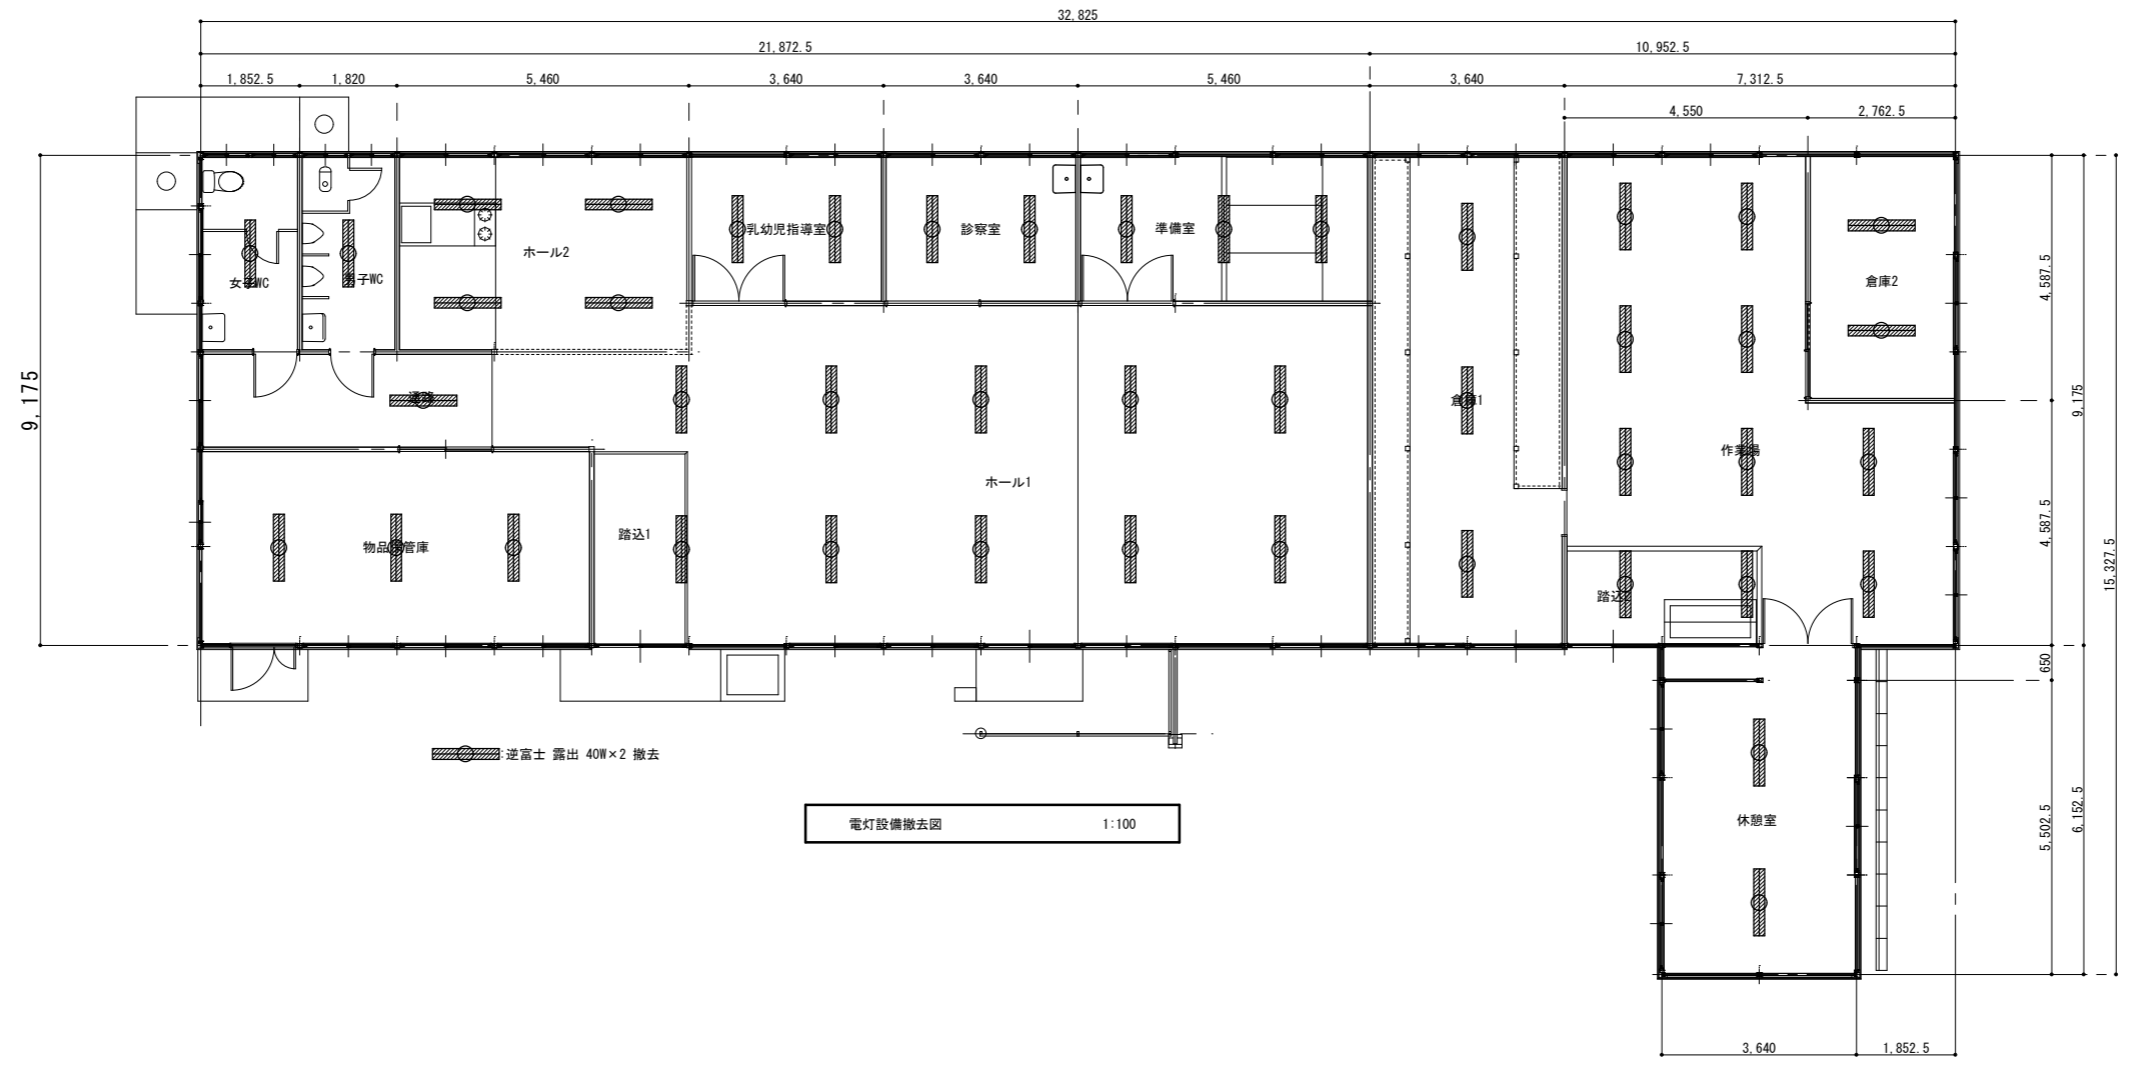 32,825
21,872.5
10,952.5
1,852.5
1,820
5,460
3,640
3,640
5,460
3,640
7,312.5
4,550
2,762.5
女子WC
男子WC
ホール2
乳幼児指導室
診察室
準備室
倉庫2
4,587.5
通路
倉庫1
9,175
9,175
作業場
ホール1
4,587.5
物品保管庫
踏込1
15,327.5
踏込2
650
:逆富士 露出 40W×2 撤去
休憩室
5,502.5
6,152.5
電灯設備撤去図 1:100
3,640
1,852.5